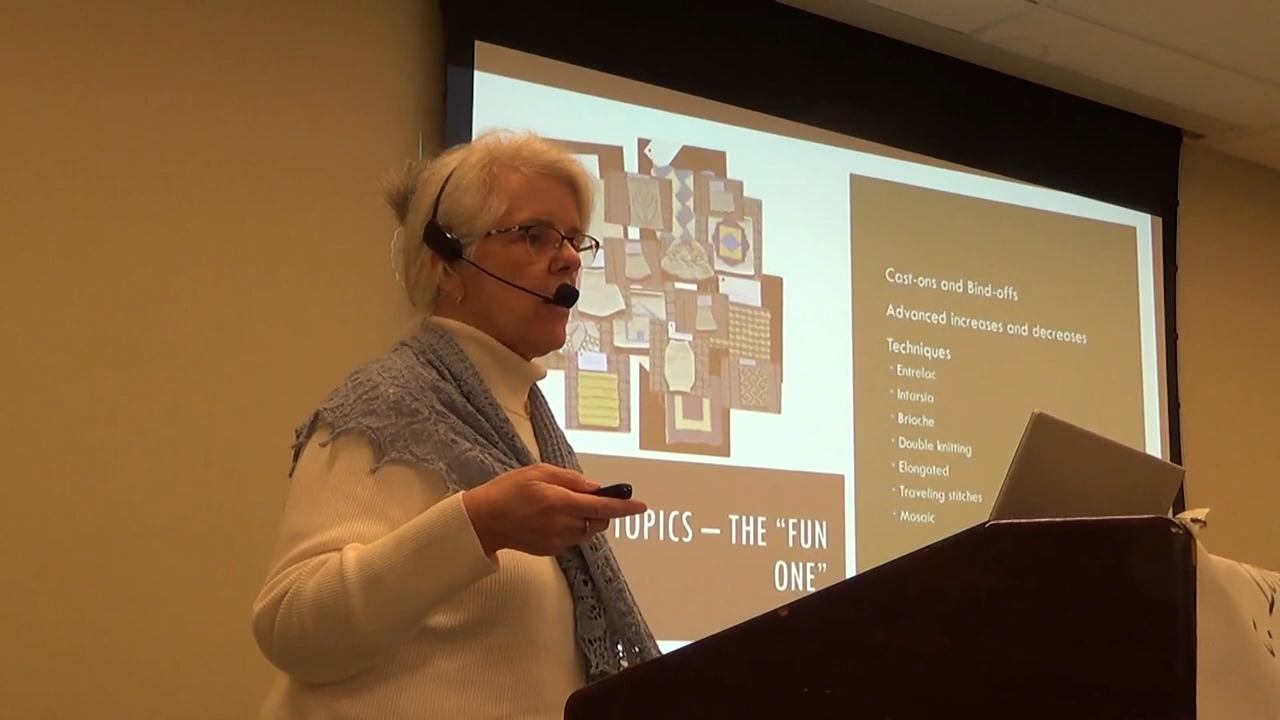 TOPICS – THE “FUN
ONE”
Cast-ons and Bind-offs
Advanced increases and decreases
Techniques
Entrelac
Intarsia
Brioche
Double knitting
Elongated
Traveling stitches
Mosaic